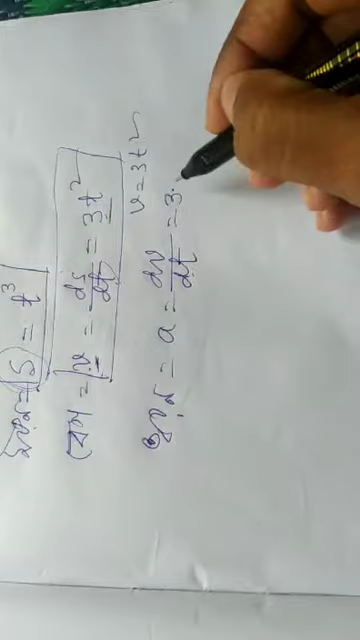 সরণ = S = t³
বেগ = v = ds/dt = 3t²
v = 3t²
ত্বরণ = a = dv/dt = 3.